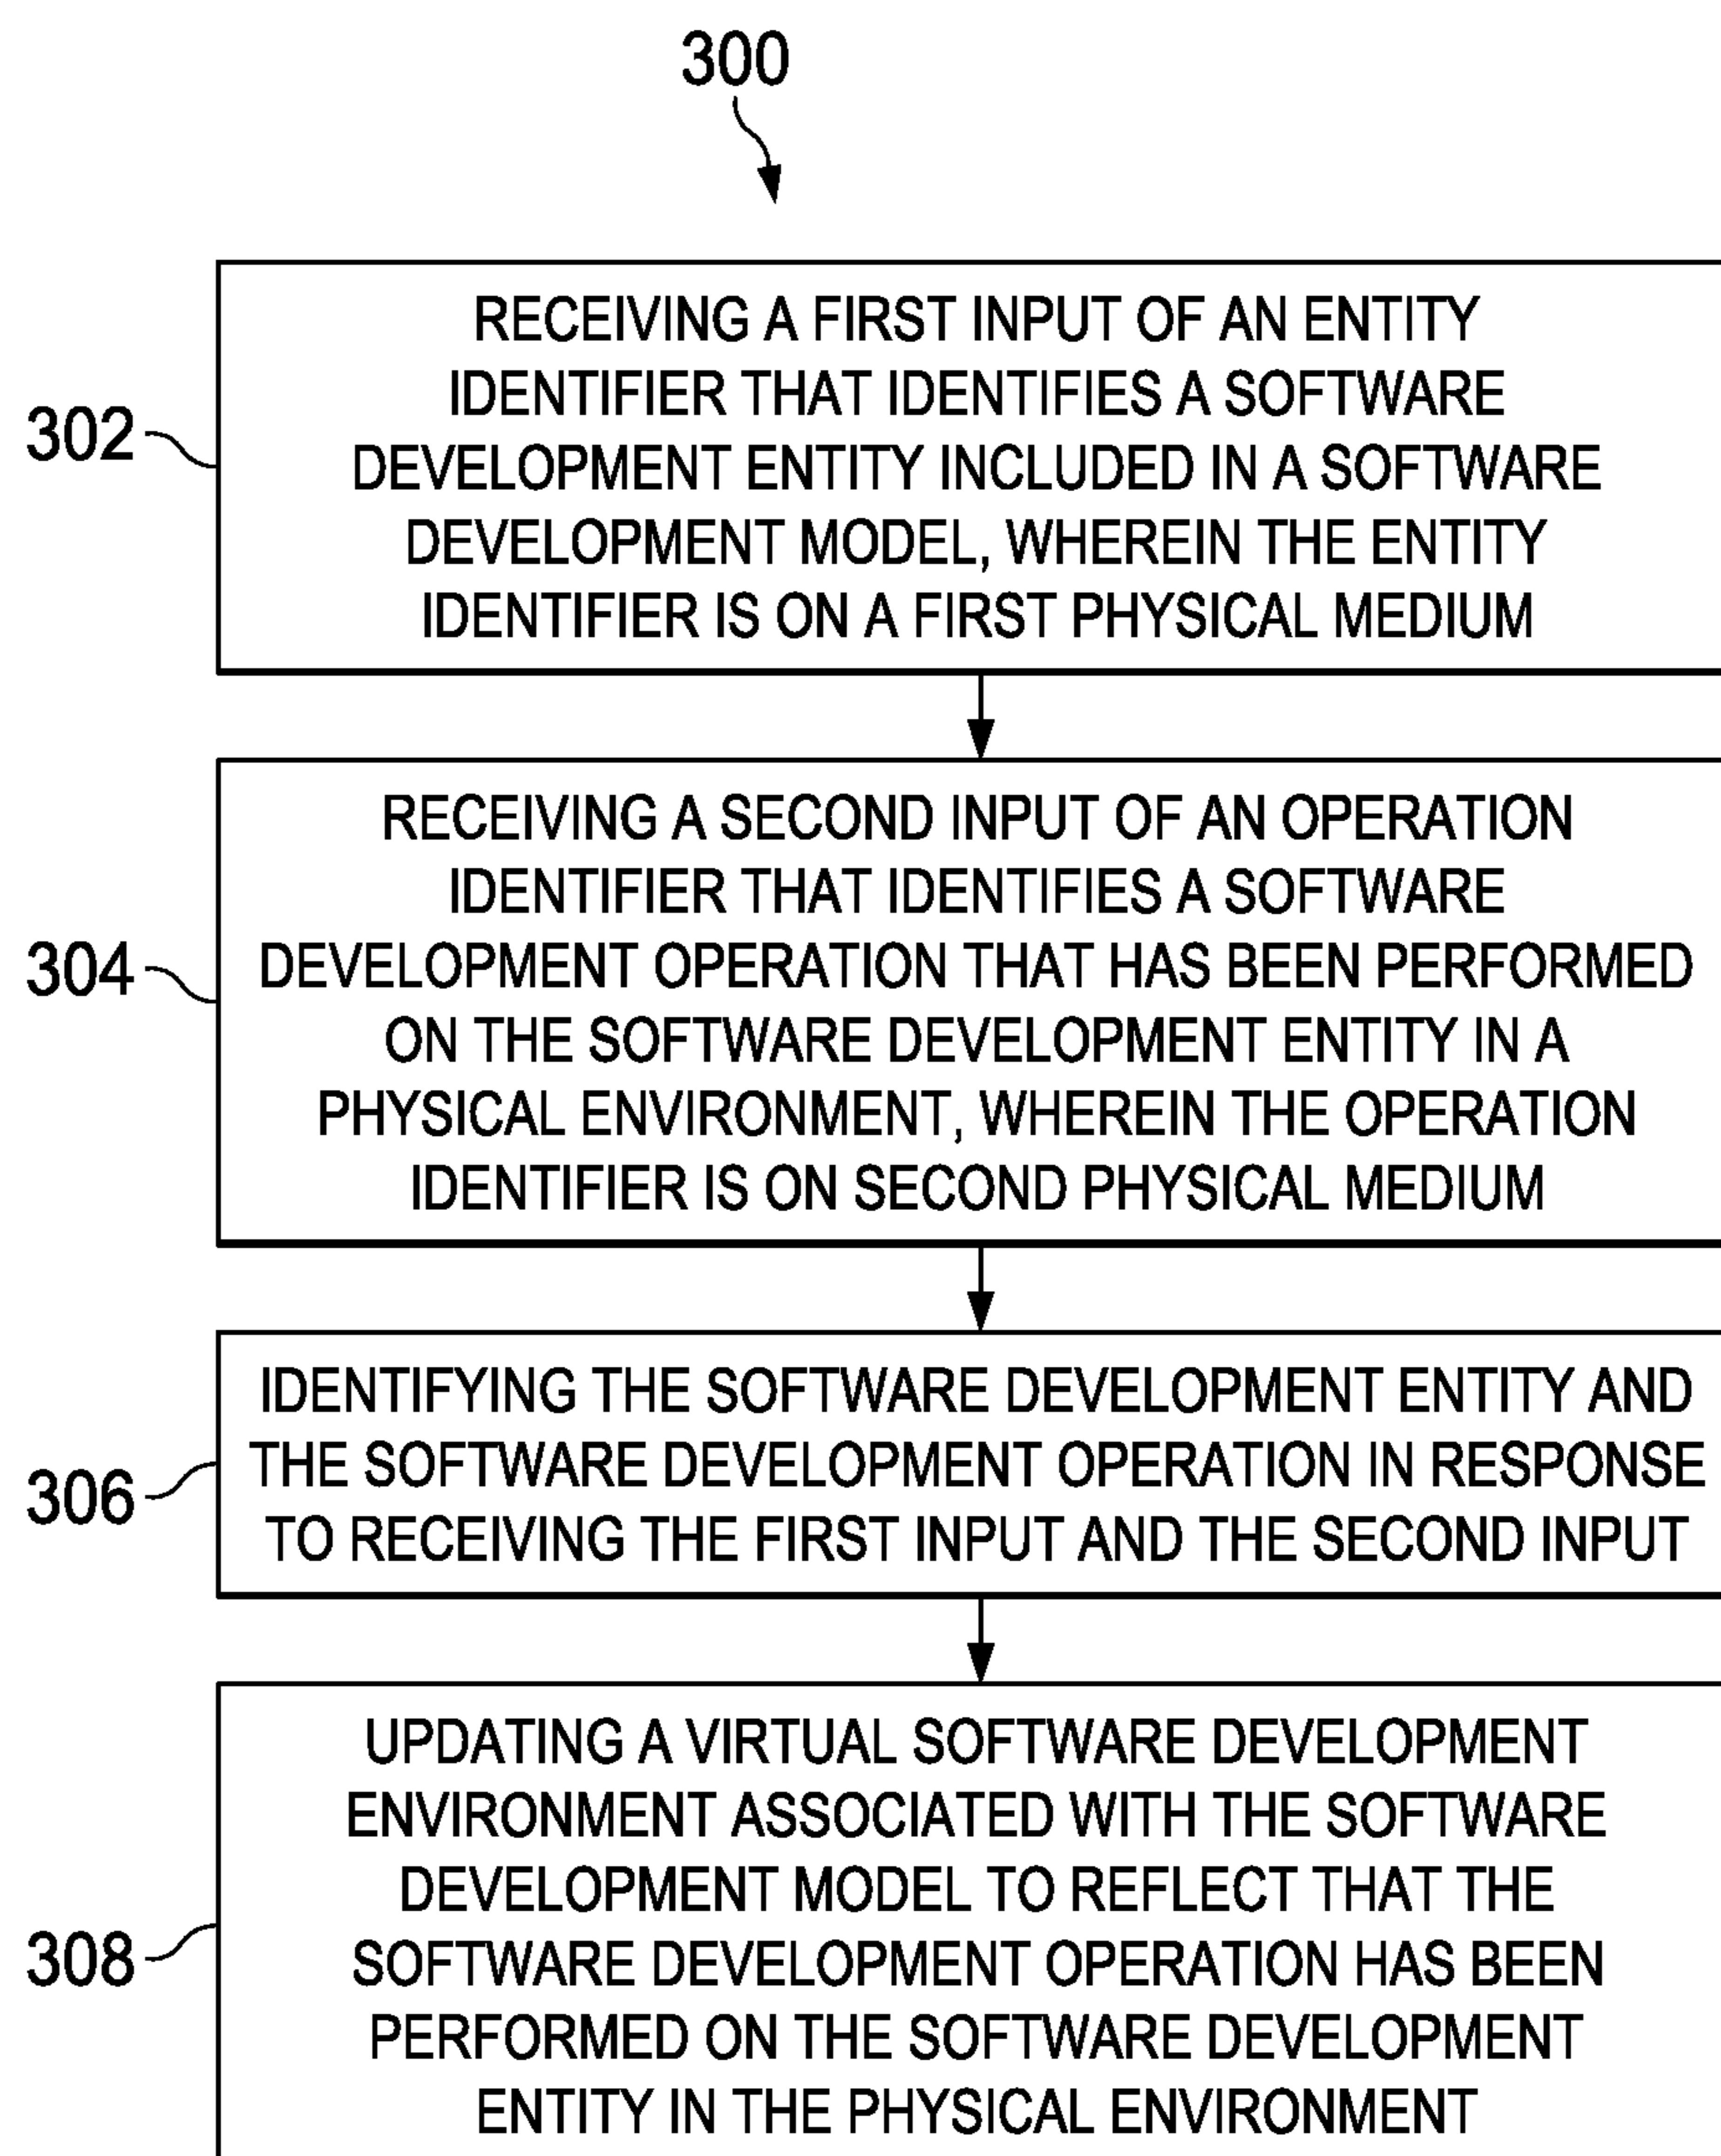 300
302
RECEIVING A FIRST INPUT OF AN ENTITY
IDENTIFIER THAT IDENTIFIES A SOFTWARE
DEVELOPMENT ENTITY INCLUDED IN A SOFTWARE
DEVELOPMENT MODEL, WHEREIN THE ENTITY
IDENTIFIER IS ON A FIRST PHYSICAL MEDIUM
304
RECEIVING A SECOND INPUT OF AN OPERATION
IDENTIFIER THAT IDENTIFIES A SOFTWARE
DEVELOPMENT OPERATION THAT HAS BEEN PERFORMED
ON THE SOFTWARE DEVELOPMENT ENTITY IN A
PHYSICAL ENVIRONMENT, WHEREIN THE OPERATION
IDENTIFIER IS ON SECOND PHYSICAL MEDIUM
306
IDENTIFYING THE SOFTWARE DEVELOPMENT ENTITY AND
THE SOFTWARE DEVELOPMENT OPERATION IN RESPONSE
TO RECEIVING THE FIRST INPUT AND THE SECOND INPUT
308
UPDATING A VIRTUAL SOFTWARE DEVELOPMENT
ENVIRONMENT ASSOCIATED WITH THE SOFTWARE
DEVELOPMENT MODEL TO REFLECT THAT THE
SOFTWARE DEVELOPMENT OPERATION HAS BEEN
PERFORMED ON THE SOFTWARE DEVELOPMENT
ENTITY IN THE PHYSICAL ENVIRONMENT